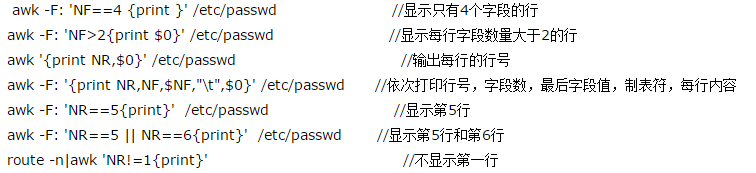 awk -F: 'NF==4 {print }' /etc/passwd //显示只有4个字段的行
awk -F: 'NF>2{print $0}' /etc/passwd //显示每行字段数量大于2的行
awk '{print NR,$0}' /etc/passwd //输出每行的行号
awk -F: '{print NR,NF,$NF,"\t",$0}' /etc/passwd //依次打印行号，字段数，最后字段值，制表符，每行内容
awk -F: 'NR==5{print}' /etc/passwd //显示第5行
awk -F: 'NR==5 || NR==6{print}' /etc/passwd //显示第5行和第6行
route -n|awk 'NR!=1{print}' //不显示第一行